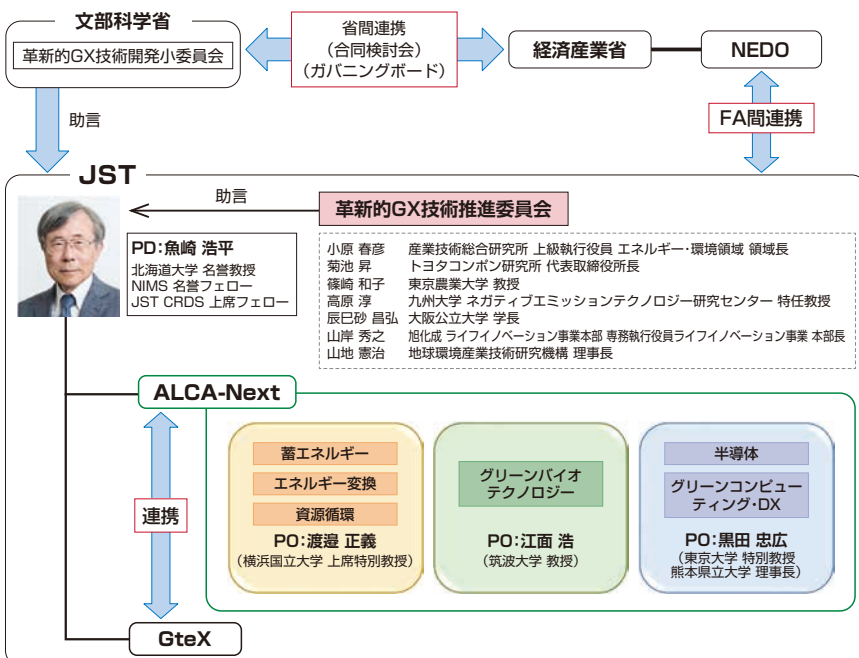 文部科学省
革新的GX技術開発小委員会
省間連携
(合同検討会)
(ガバニングボード)
経済産業省
NEDO
助言
FA間連携
JST
助言
革新的GX技術推進委員会
PD:魚崎 浩平
北海道大学 名誉教授
NIMS 名誉フェロー
JST CRDS 上席フェロー
小原 春彦 産業技術総合研究所 上級執行役員 エネルギー・環境領域 領域長
菊池 昇 トヨタコンポン研究所 代表取締役所長
篠崎 和子 東京農業大学 教授
高原 淳 九州大学 ネガティブエミッションテクノロジー研究センター 特任教授
辰巳砂 昌弘 大阪公立大学 学長
山岸 秀之 旭化成 ライフイノベーション事業本部 専務執行役員ライフイノベーション事業 本部長
山地 憲治 地球環境産業技術研究機構 理事長
ALCA-Next
蓄エネルギー
エネルギー変換
資源循環
PO:渡邉 正義
(横浜国立大学 上席特別教授)
グリーンバイオ
テクノロジー
PO:江面 浩
(筑波大学 教授)
半導体
グリーンコンピュー
ティング・DX
PO:黒田 忠広
(東京大学 特別教授
熊本県立大学 理事長)
連携
GteX